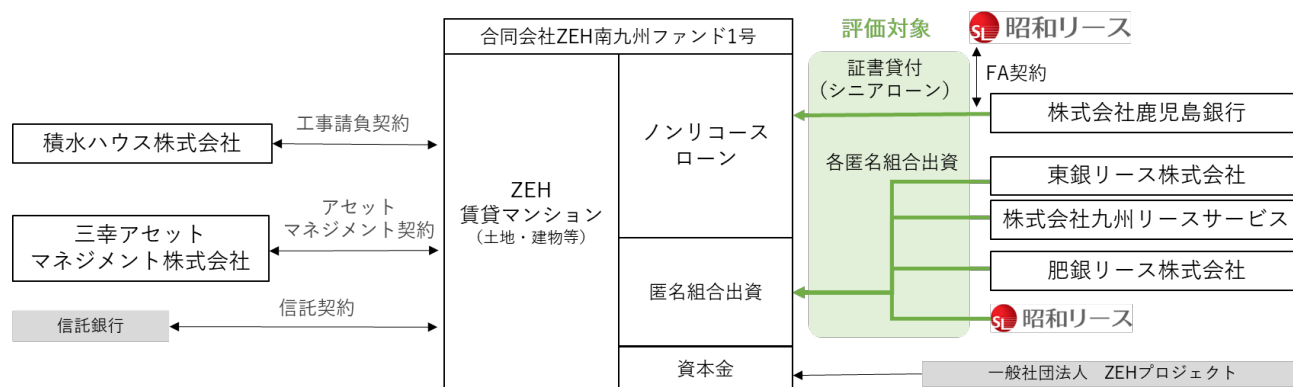 合同会社ZEH南九州ファンド1号
評価対象
SL 昭和リース
証書貸付
（シニアローン）
FA契約
株式会社鹿児島銀行
工事請負契約
積水ハウス株式会社
ノンリコース
ローン
各匿名組合出資
東銀リース株式会社
ZEH
賃貸マンション
（土地・建物等）
アセット
マネジメント契約
三幸アセット
マネジメント株式会社
株式会社九州リースサービス
肥銀リース株式会社
匿名組合出資
信託契約
信託銀行
SL 昭和リース
資本金
一般社団法人　ZEHプロジェクト